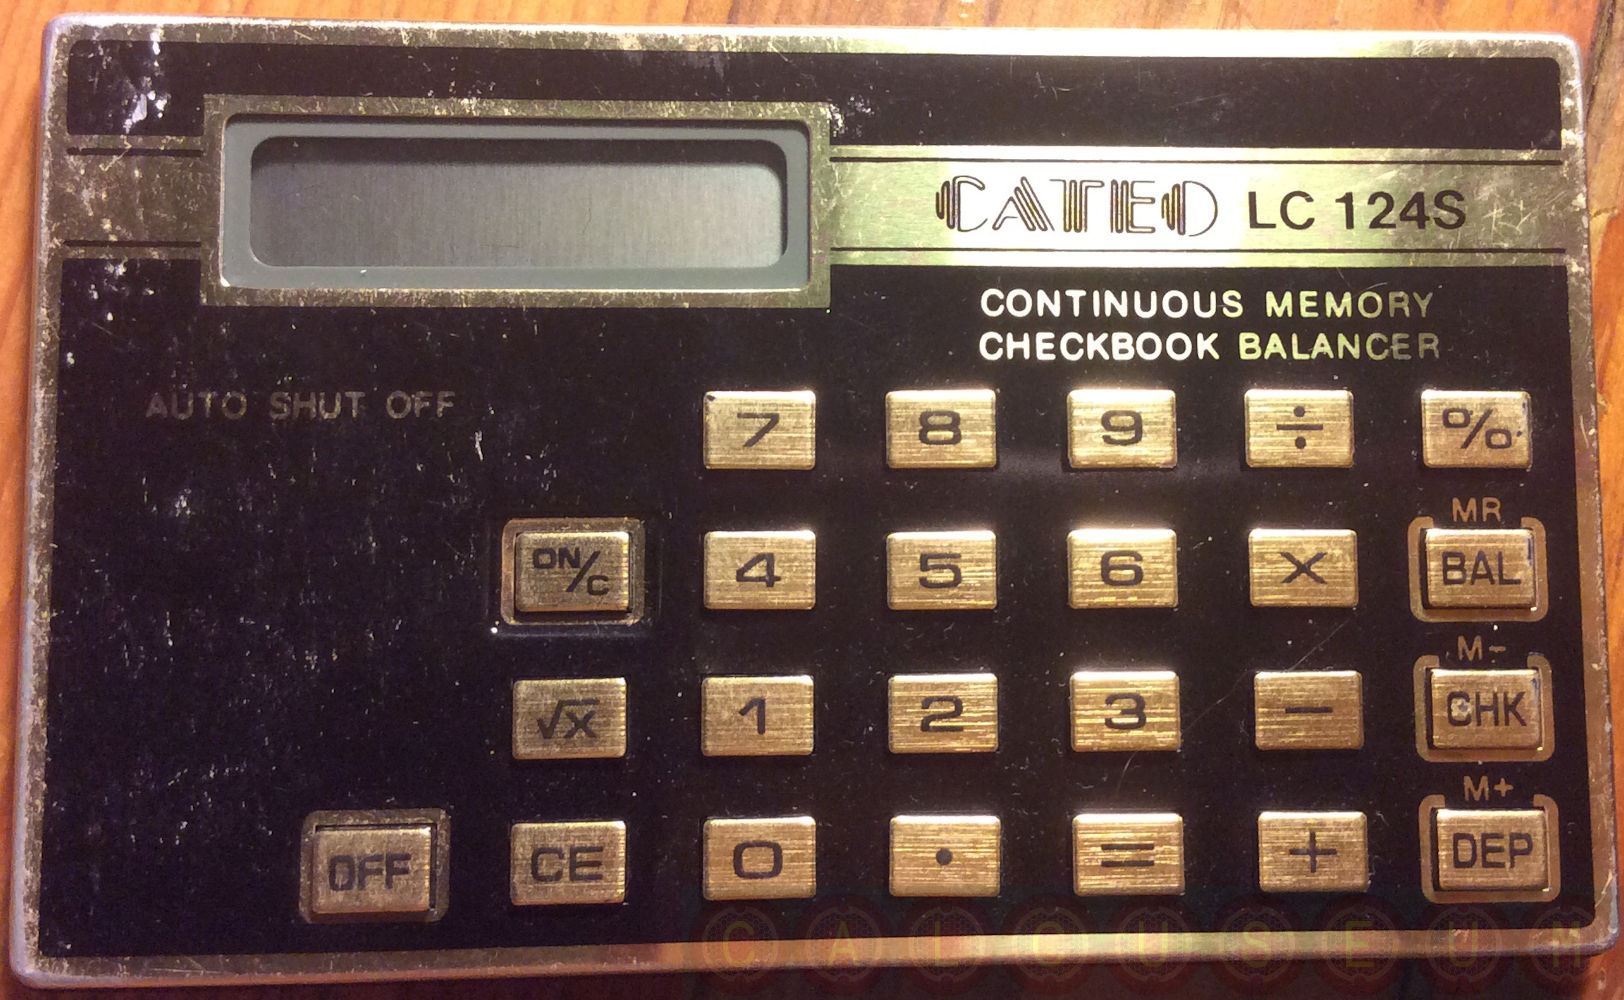 CATEO LC 124S
CONTINUOUS MEMORY
CHECKBOOK BALANCER
AUTO SHUT OFF
7 8 9 ÷ %
MR
ON/C 4 5 6 X BAL
M-
√x 1 2 3 - CHK
M+
OFF CE 0 . = + DEP
CALCUSEUM